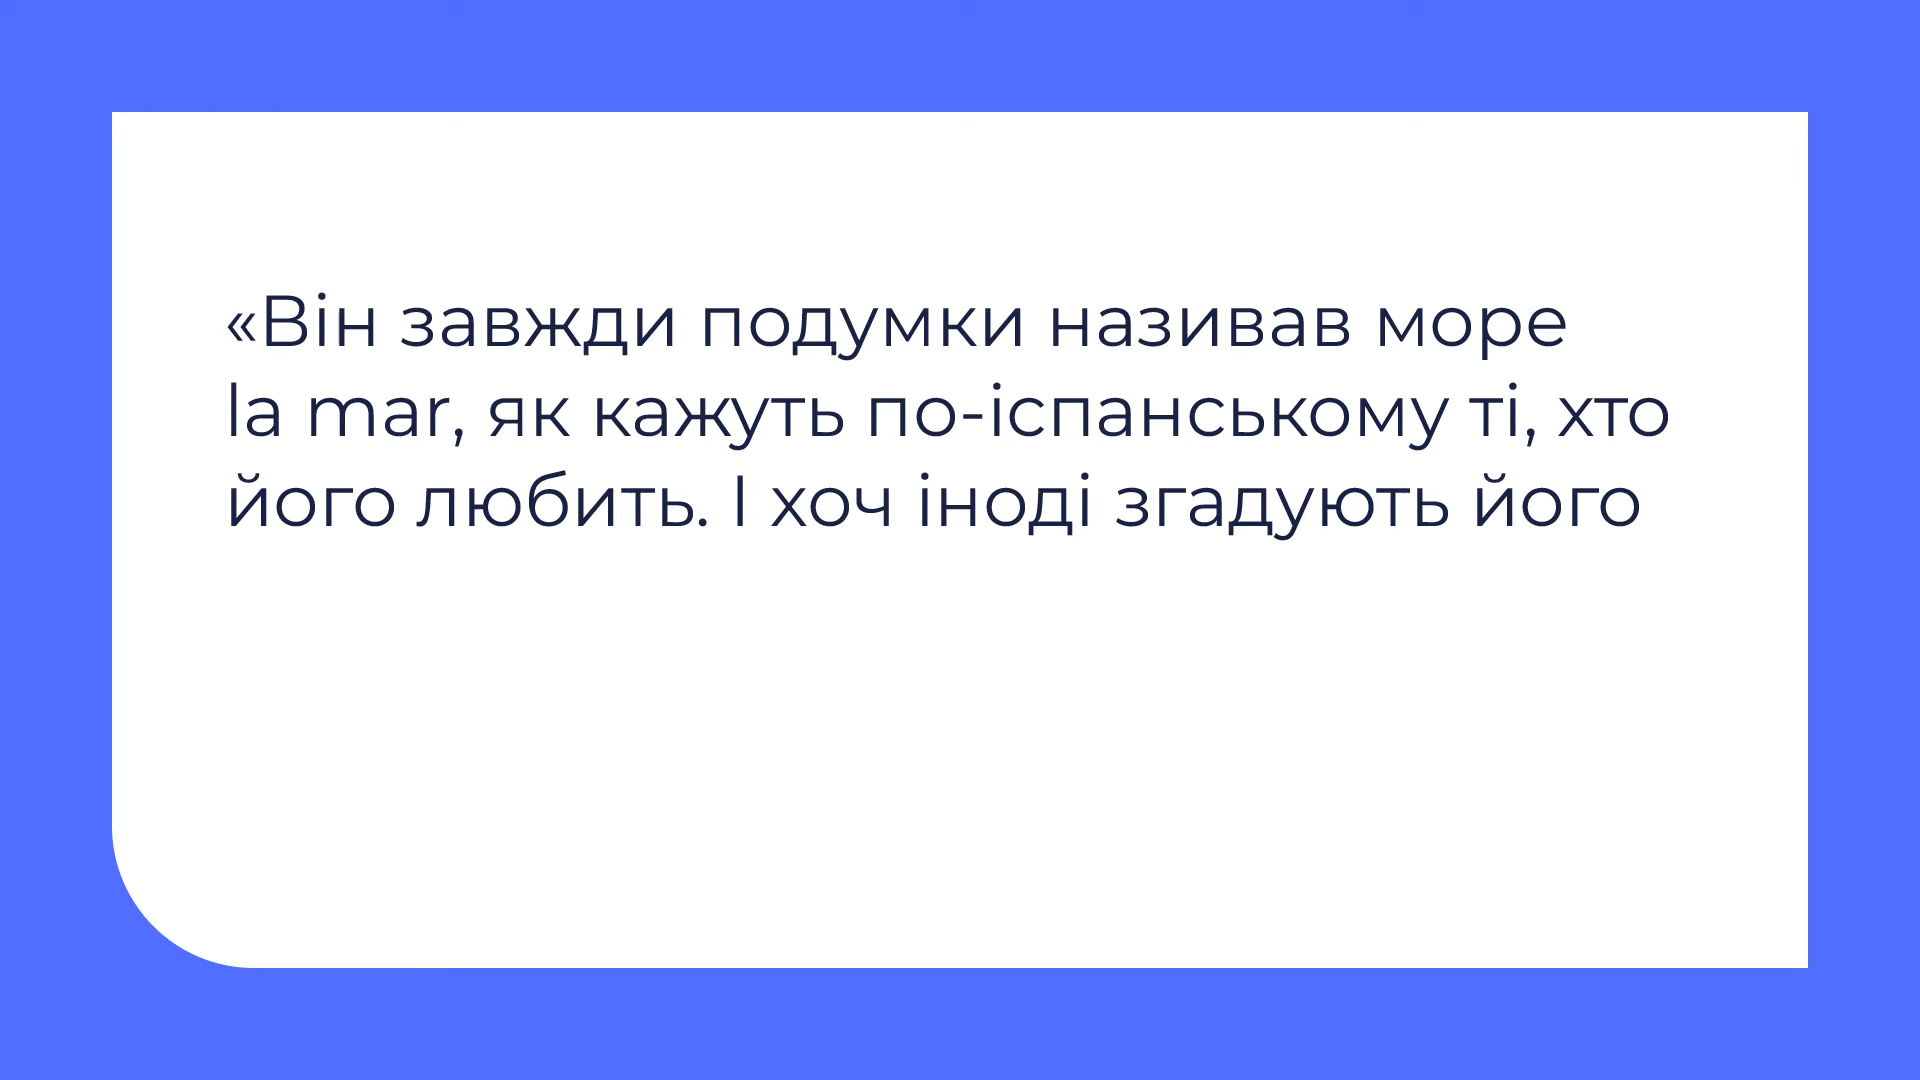 «Він завжди подумки називав море
la mar, як кажуть по-іспанському ті, хто
його любить. І хоч іноді згадують його